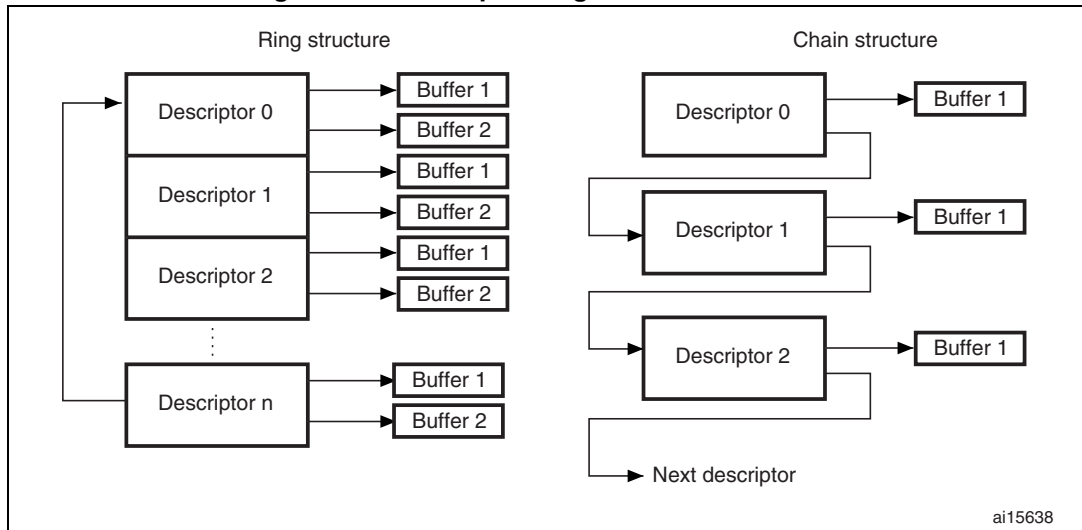 Ring structure
Descriptor 0
Buffer 1
Buffer 2
Descriptor 1
Buffer 1
Buffer 2
Descriptor 2
Buffer 1
Buffer 2
Descriptor n
Buffer 1
Buffer 2
Chain structure
Descriptor 0
Buffer 1
Descriptor 1
Buffer 1
Descriptor 2
Buffer 1
Next descriptor
ai15638